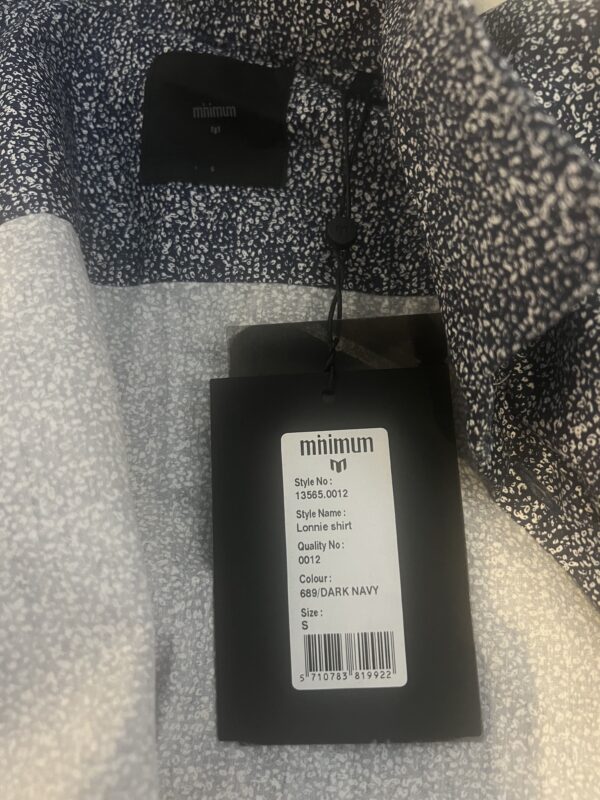 minimum
minimum
Style No :
13565.0012
Style Name :
Lonnie shirt
Quality No :
0012
Colour :
689/DARK NAVY
Size :
S
5 710783 819922